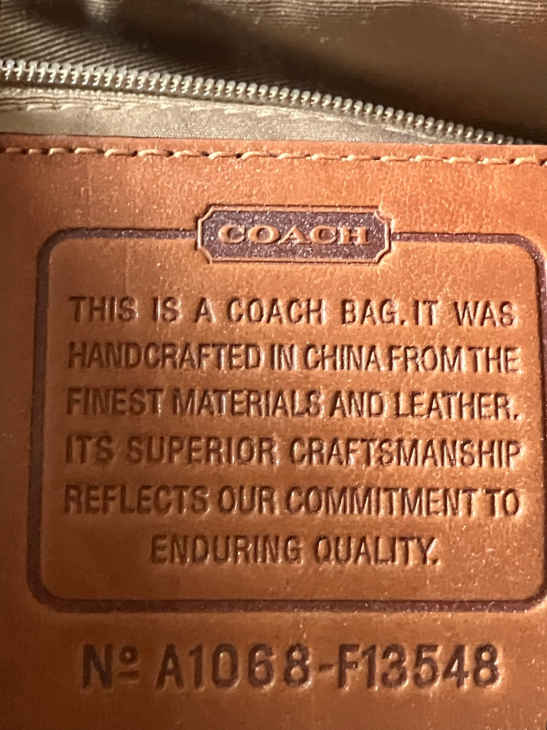 COACH
THIS IS A COACH BAG. IT WAS
HANDCRAFTED IN CHINA FROM THE
FINEST MATERIALS AND LEATHER.
ITS SUPERIOR CRAFTSMANSHIP
REFLECTS OUR COMMITMENT TO
ENDURING QUALITY.
Nº A1068-F13548